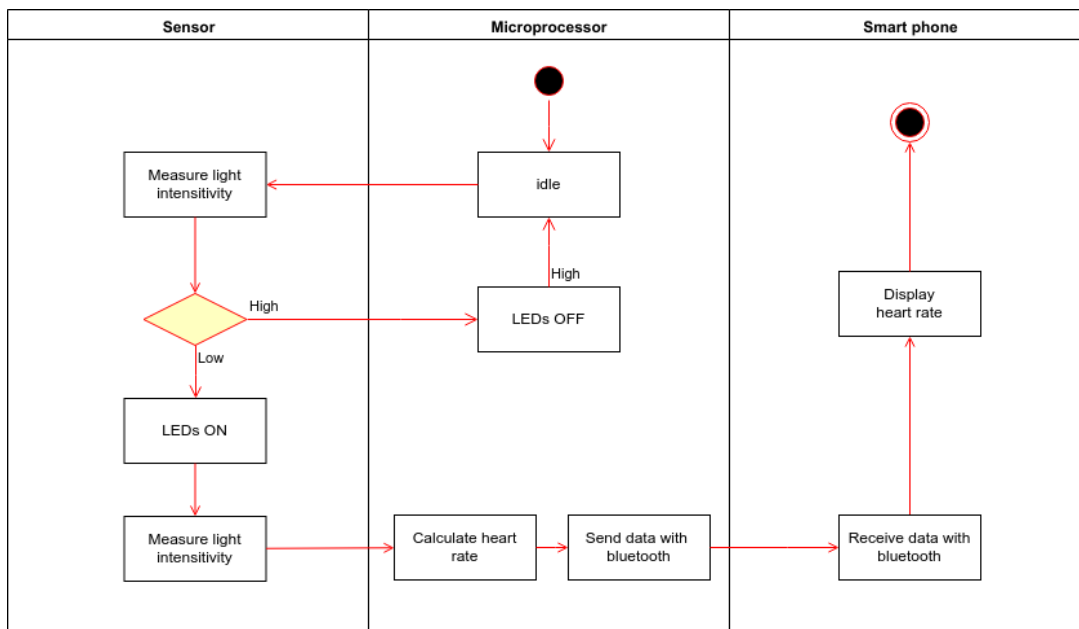 Sensor
Microprocessor
Smart phone
Measure light
intensitivity
idle
High
High
LEDs OFF
Display
heart rate
Low
LEDs ON
Measure light
intensitivity
Calculate heart
rate
Send data with
bluetooth
Receive data with
bluetooth